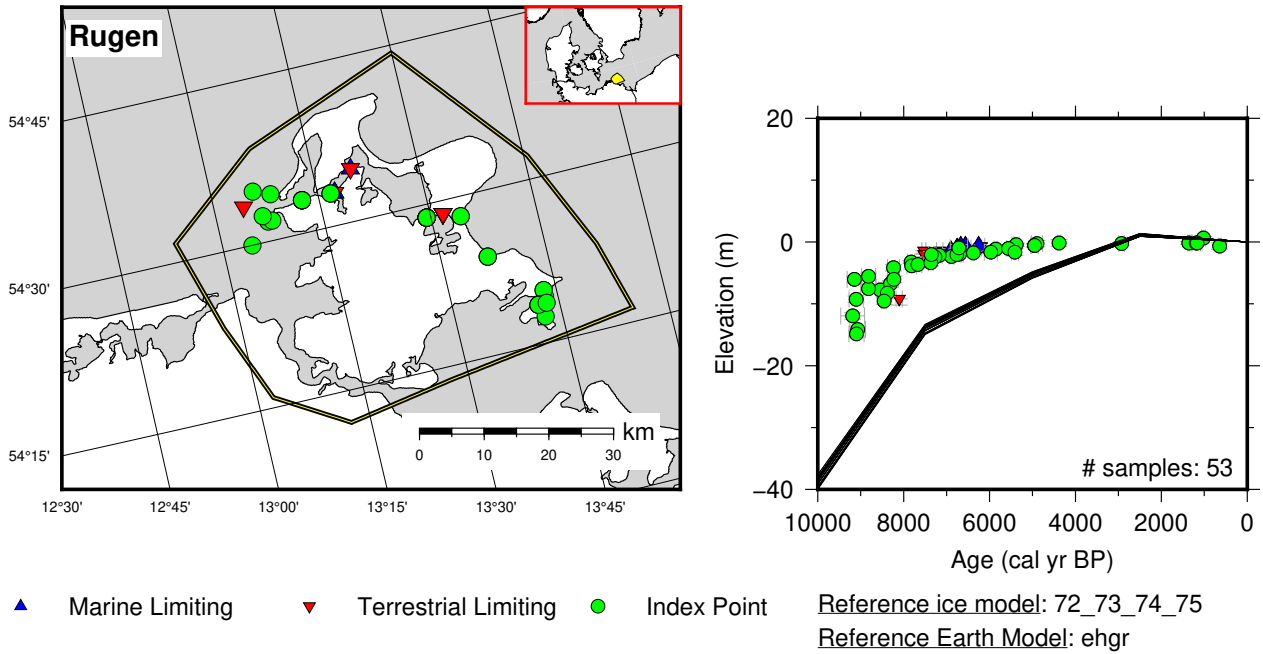 Rugen
54°45'
54°30'
54°15'
12°30'
12°45'
13°00'
13°15'
13°30'
13°45'
km
0
10
20
30
20
0
−20
−40
Elevation (m)
# samples: 53
10000
8000
6000
4000
2000
0
Age (cal yr BP)
Marine Limiting
Terrestrial Limiting
Index Point
Reference ice model: 72_73_74_75
Reference Earth Model: ehgr